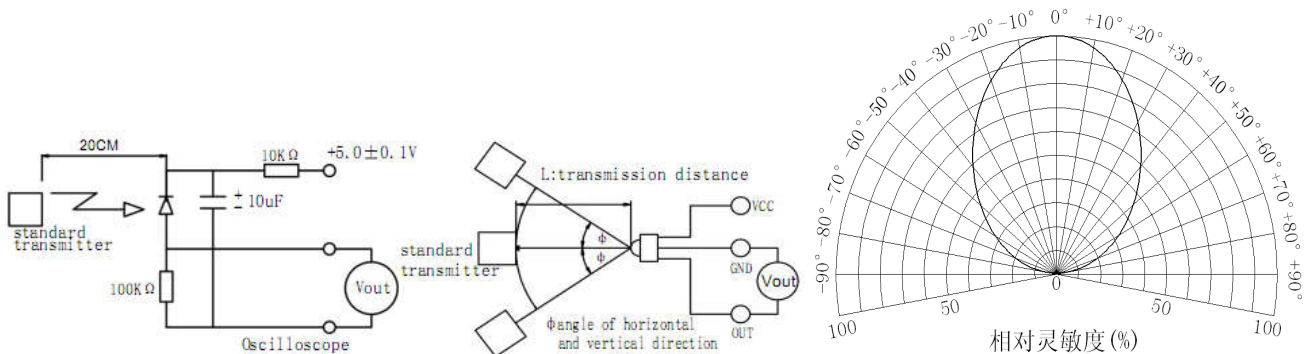 20CM
10KΩ
+5.0±0.1V
± 10uF
standard
transmitter
100KΩ
Vout
Oscilloscope
L:transmission distance
VCC
standard
transmitter
ϕ
ϕ
GND
Vout
OUT
ϕangle of horizontal
and vertical direction
-90°
-80°
-70°
-60°
-50°
-40°
-30°
-20°
-10°
0°
+10°
+20°
+30°
+40°
+50°
+60°
+70°
+80°
+90°
100
50
0
50
100
相对灵敏度(%)